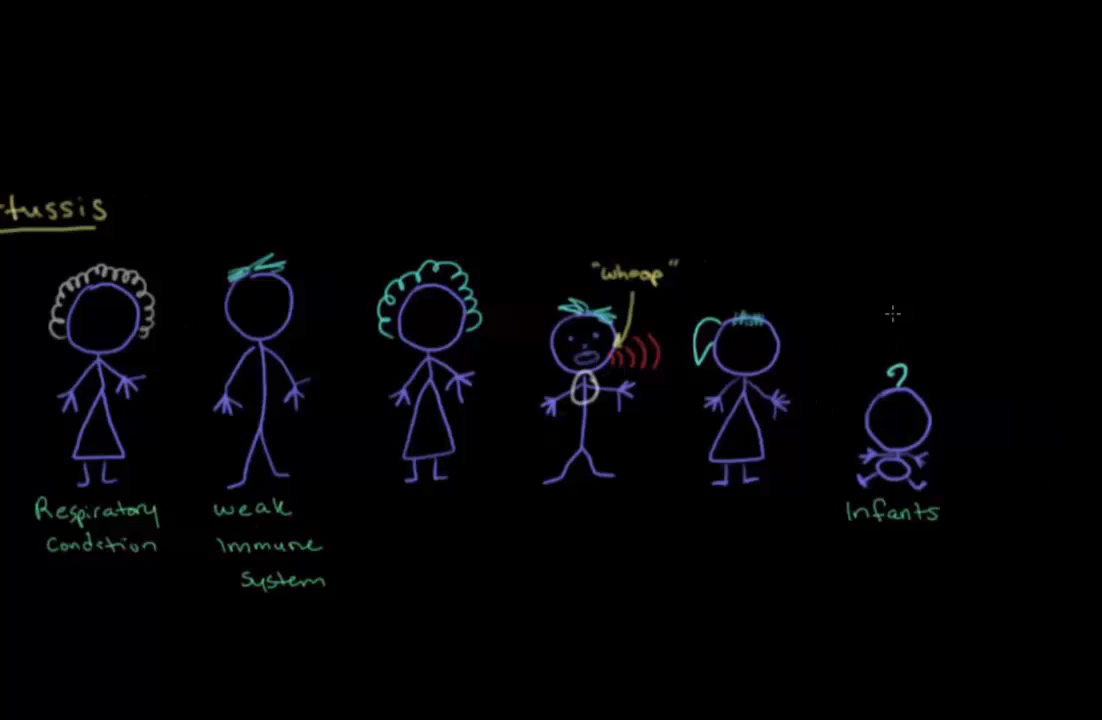 -tussis
"whoop"
Respiratory
Condition
weak
Immune
System
Infants